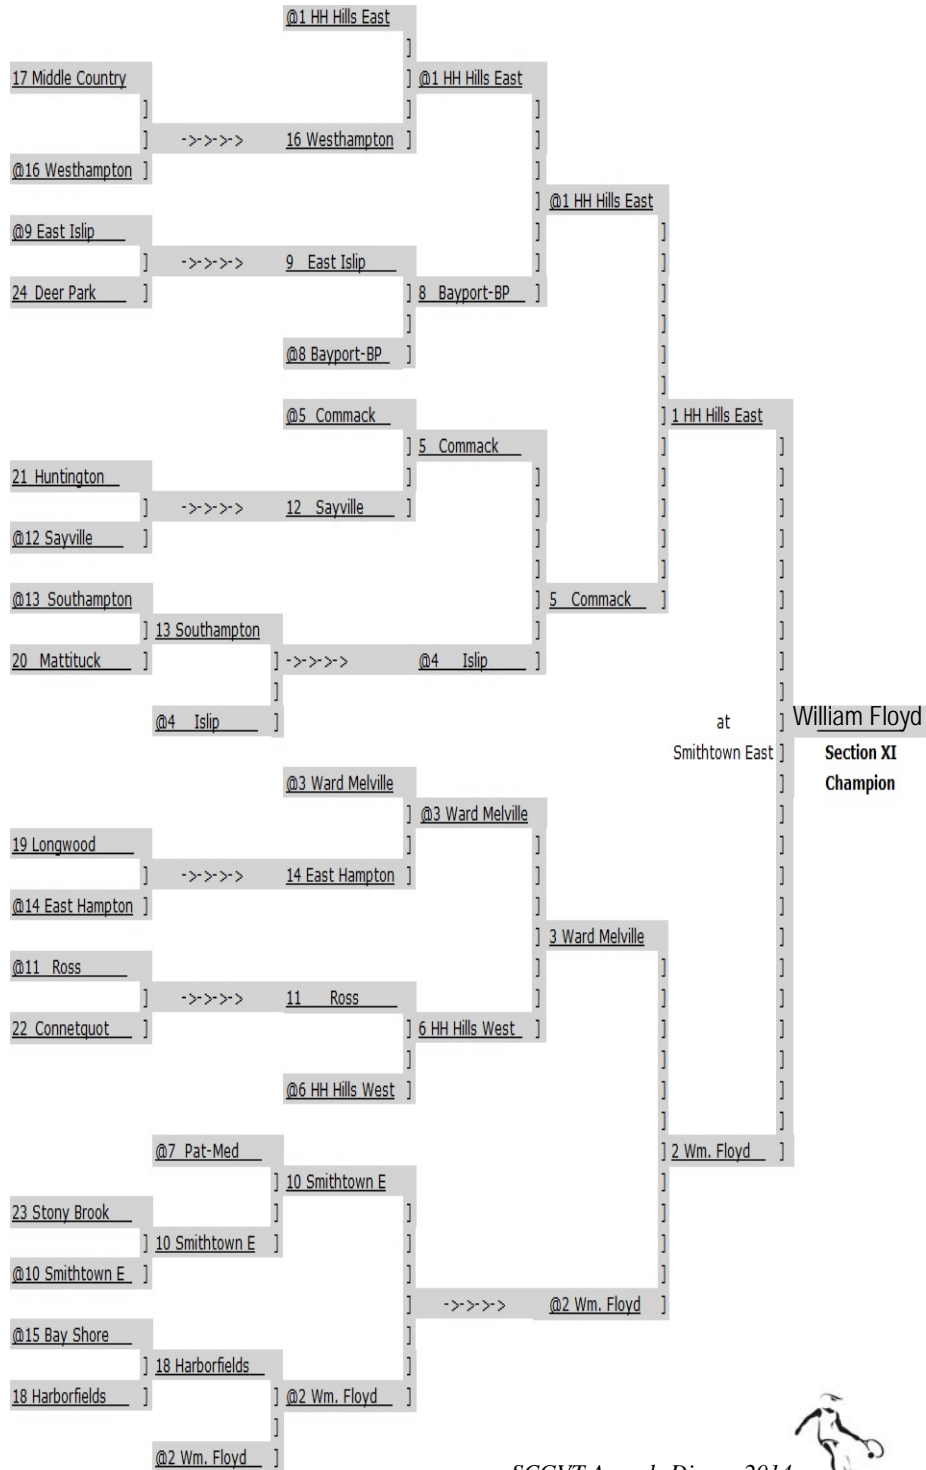 @1 HH Hills East
]
17 Middle Country ] @1 HH Hills East
] ] ]
] ->->->-> 16 Westhampton ] ]
@16 Westhampton ] ]
] @1 HH Hills East
@9 East Islip ] ]
] ->->->-> 9 East Islip ] ]
24 Deer Park ] ] 8 Bayport-BP ] ]
] ]
@8 Bayport-BP ] ]
]
@5 Commack ] 1 HH Hills East
] 5 Commack ] ]
21 Huntington ] ] ]
] ->->->-> 12 Sayville ] ] ] ]
@12 Sayville ] ] ] ]
] ] ]
@13 Southampton ] 5 Commack ] ]
] 13 Southampton ] ]
20 Mattituck ] ] ->->->-> @4 Islip ] ]
] ]
@4 Islip ] at ] William Floyd
Smithtown East ] Section XI
@3 Ward Melville ] Champion
] @3 Ward Melville ]
19 Longwood ] ] ]
] ->->->-> 14 East Hampton ] ] ]
@14 East Hampton ] ] ]
] 3 Ward Melville ]
@11 Ross ] ] ]
] ->->->-> 11 Ross ] ] ]
22 Connetquot ] ] 6 HH Hills West ] ] ]
] ] ]
@6 HH Hills West ] ] ]
] ]
@7 Pat-Med ] 2 Wm. Floyd ]
] 10 Smithtown E ]
23 Stony Brook ] ] ]
] 10 Smithtown E ] ] ]
@10 Smithtown E ] ] ]
] ->->->-> @2 Wm. Floyd ]
@15 Bay Shore ]
] 18 Harborfields ]
18 Harborfields ] ] @2 Wm. Floyd ]
]
@2 Wm. Floyd ]